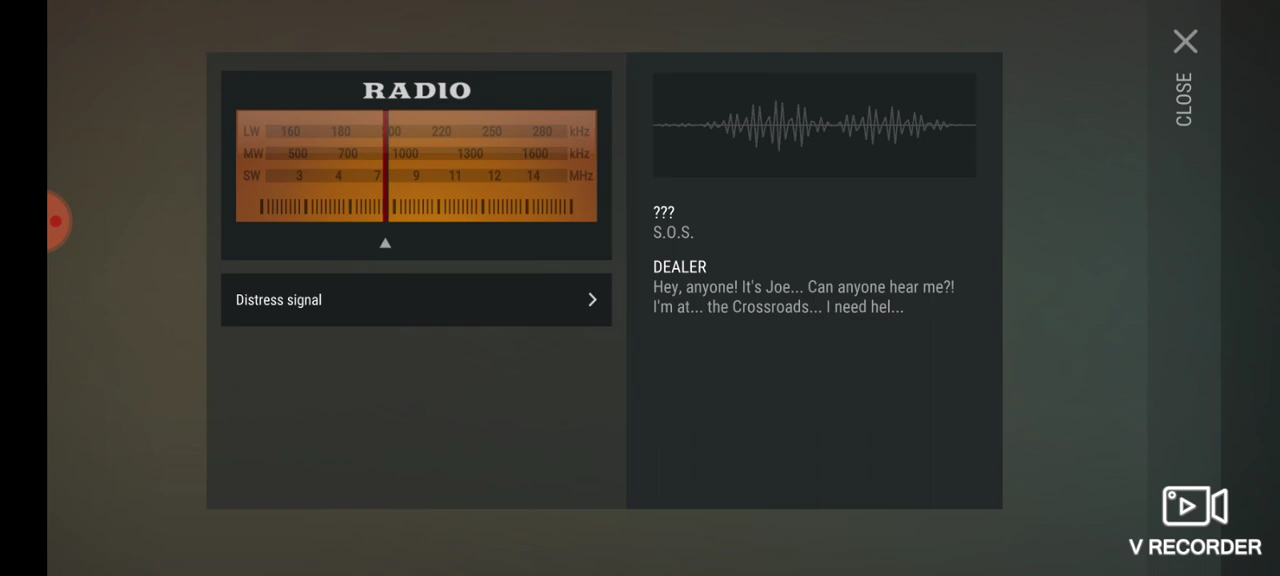 RADIO
LW 160 180 200 220 250 280 kHz
MW 500 700 1000 1300 1600 kHz
SW 3 4 7 9 11 12 14 MHz
Distress signal
???
S.O.S.
DEALER
Hey, anyone! It's Joe... Can anyone hear me?!
I'm at... the Crossroads... I need hel...
CLOSE
V RECORDER